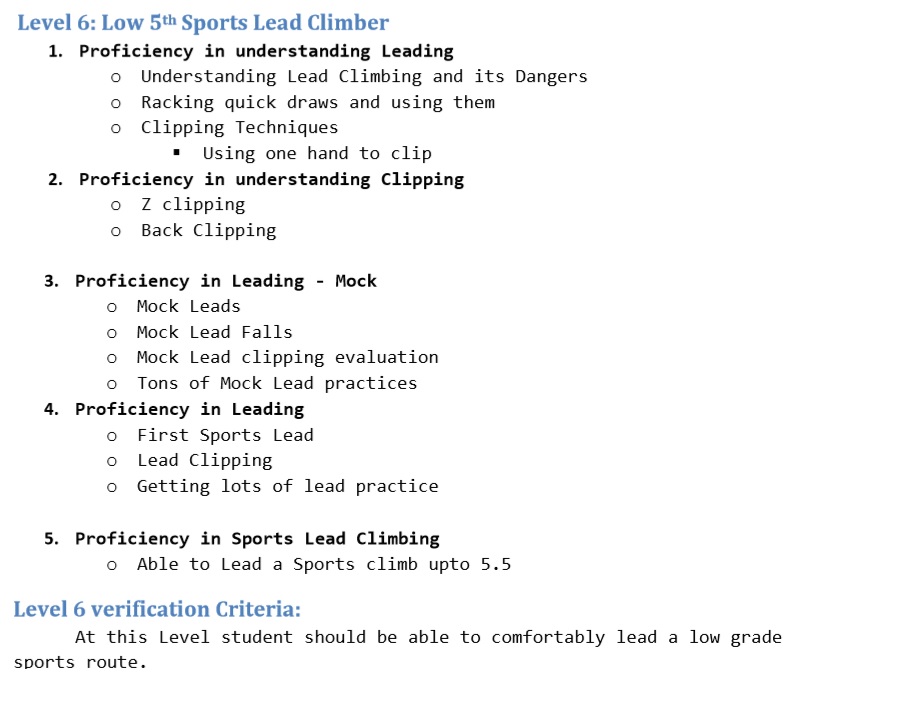 Level 6: Low 5th Sports Lead Climber
1. Proficiency in understanding Leading
o Understanding Lead Climbing and its Dangers
o Racking quick draws and using them
o Clipping Techniques
▪ Using one hand to clip
2. Proficiency in understanding Clipping
o Z clipping
o Back Clipping
3. Proficiency in Leading - Mock
o Mock Leads
o Mock Lead Falls
o Mock Lead clipping evaluation
o Tons of Mock Lead practices
4. Proficiency in Leading
o First Sports Lead
o Lead Clipping
o Getting lots of lead practice
5. Proficiency in Sports Lead Climbing
o Able to Lead a Sports climb upto 5.5
Level 6 verification Criteria:
At this Level student should be able to comfortably lead a low grade
sports route.